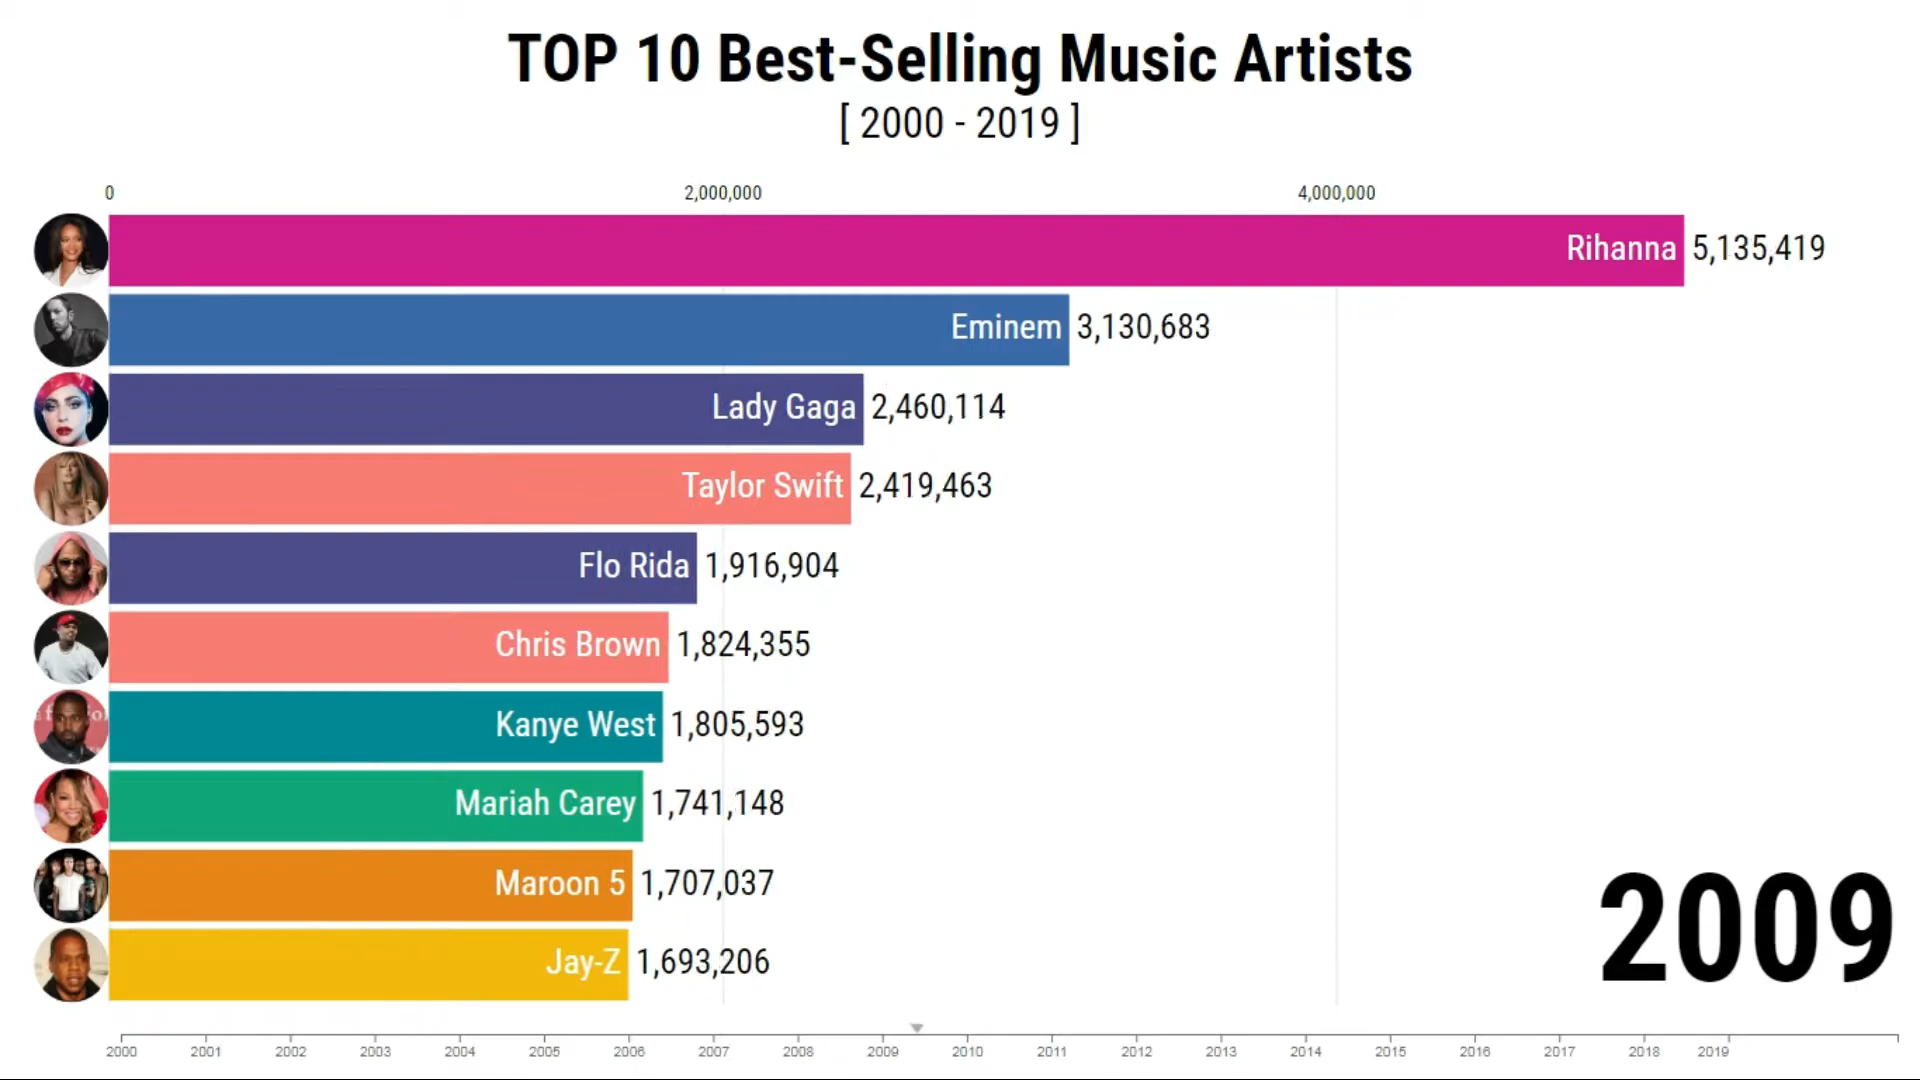 TOP 10 Best-Selling Music Artists
[ 2000 - 2019 ]
0 2,000,000 4,000,000
Rihanna 5,135,419
Eminem 3,130,683
Lady Gaga 2,460,114
Taylor Swift 2,419,463
Flo Rida 1,916,904
Chris Brown 1,824,355
Kanye West 1,805,593
Mariah Carey 1,741,148
Maroon 5 1,707,037
Jay-Z 1,693,206
2009
2000 2001 2002 2003 2004 2005 2006 2007 2008 2009 2010 2011 2012 2013 2014 2015 2016 2017 2018 2019